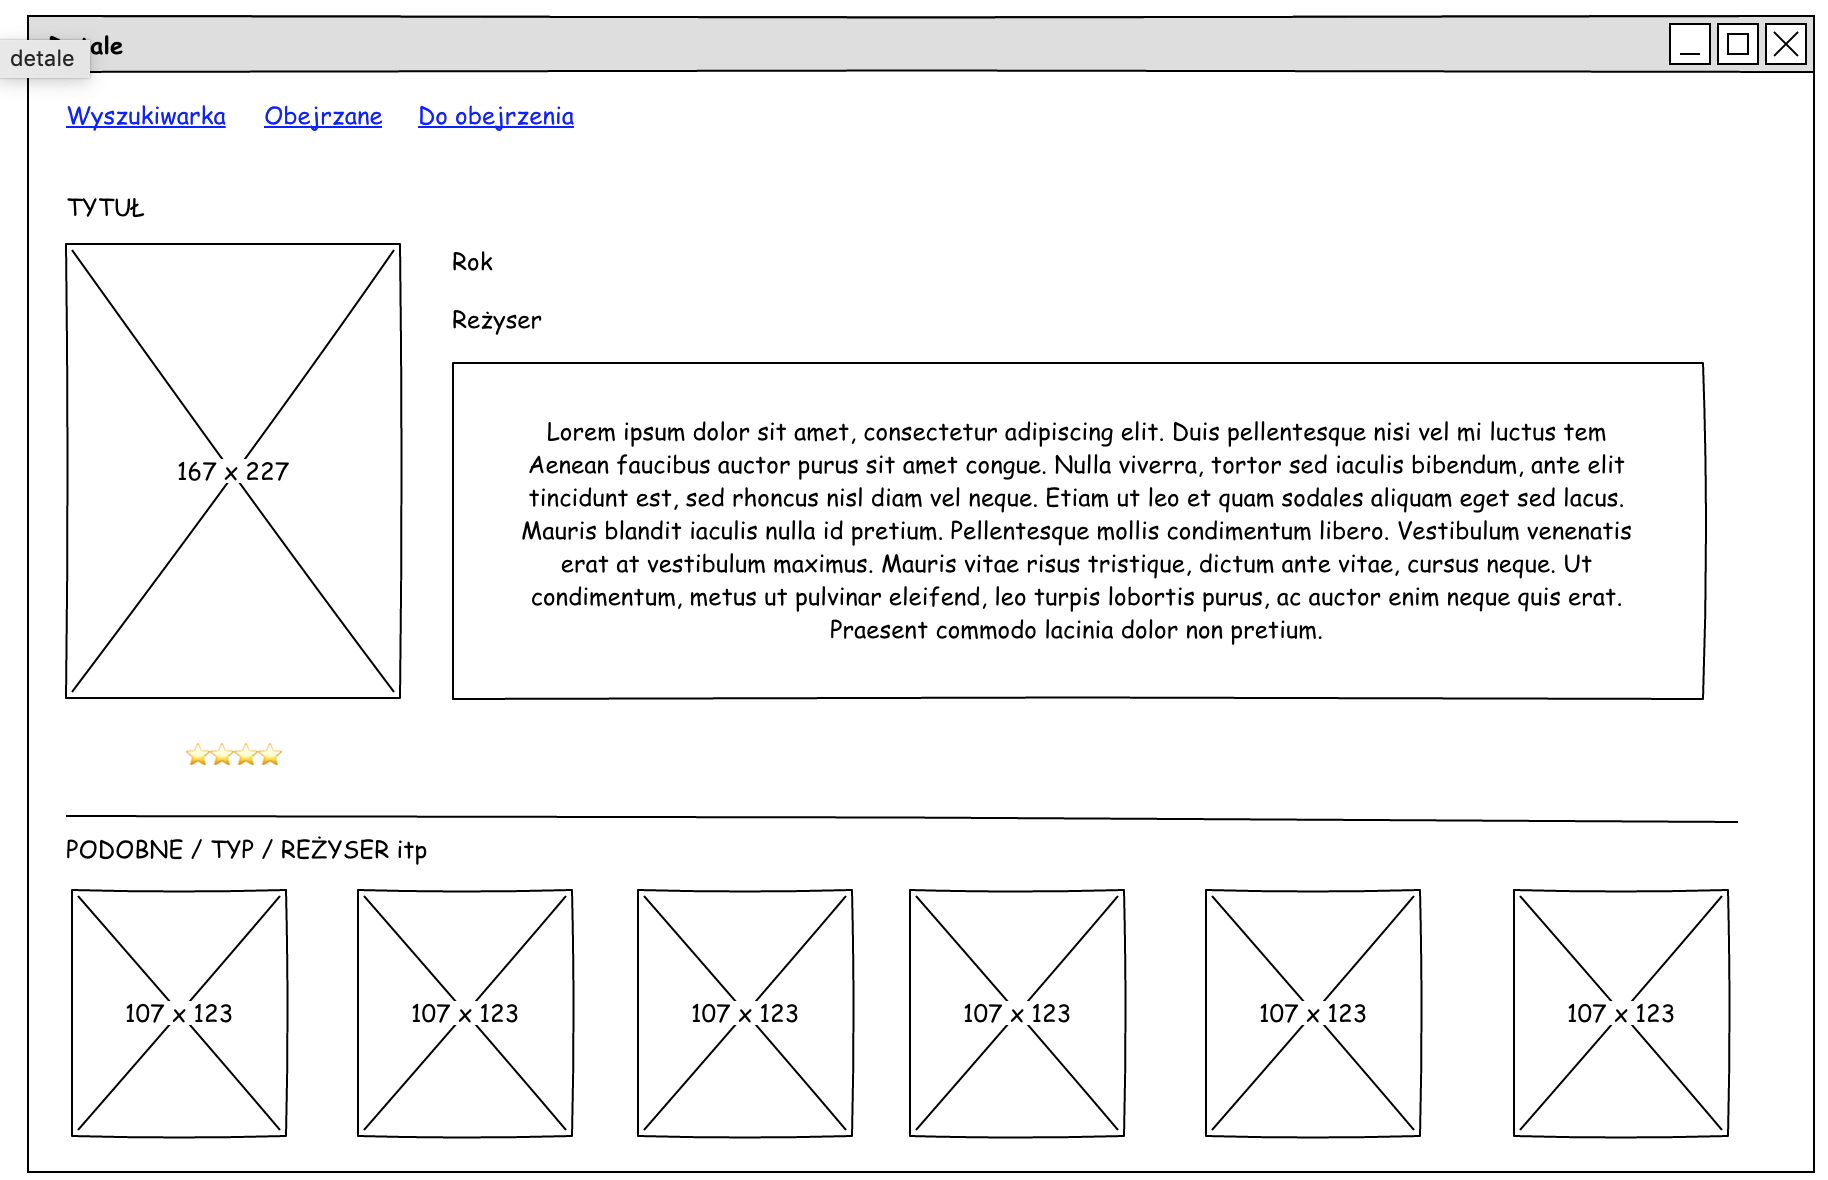 detale
Wyszukiwarka Obejrzane Do obejrzenia
TYTUŁ
Rok
Reżyser
167 x 227
Lorem ipsum dolor sit amet, consectetur adipiscing elit. Duis pellentesque nisi vel mi luctus tem
Aenean faucibus auctor purus sit amet congue. Nulla viverra, tortor sed iaculis bibendum, ante elit
tincidunt est, sed rhoncus nisl diam vel neque. Etiam ut leo et quam sodales aliquam eget sed lacus.
Mauris blandit iaculis nulla id pretium. Pellentesque mollis condimentum libero. Vestibulum venenatis
erat at vestibulum maximus. Mauris vitae risus tristique, dictum ante vitae, cursus neque. Ut
condimentum, metus ut pulvinar eleifend, leo turpis lobortis purus, ac auctor enim neque quis erat.
Praesent commodo lacinia dolor non pretium.
PODOBNE / TYP / REŻYSER itp
107 x 123 107 x 123 107 x 123 107 x 123 107 x 123 107 x 123